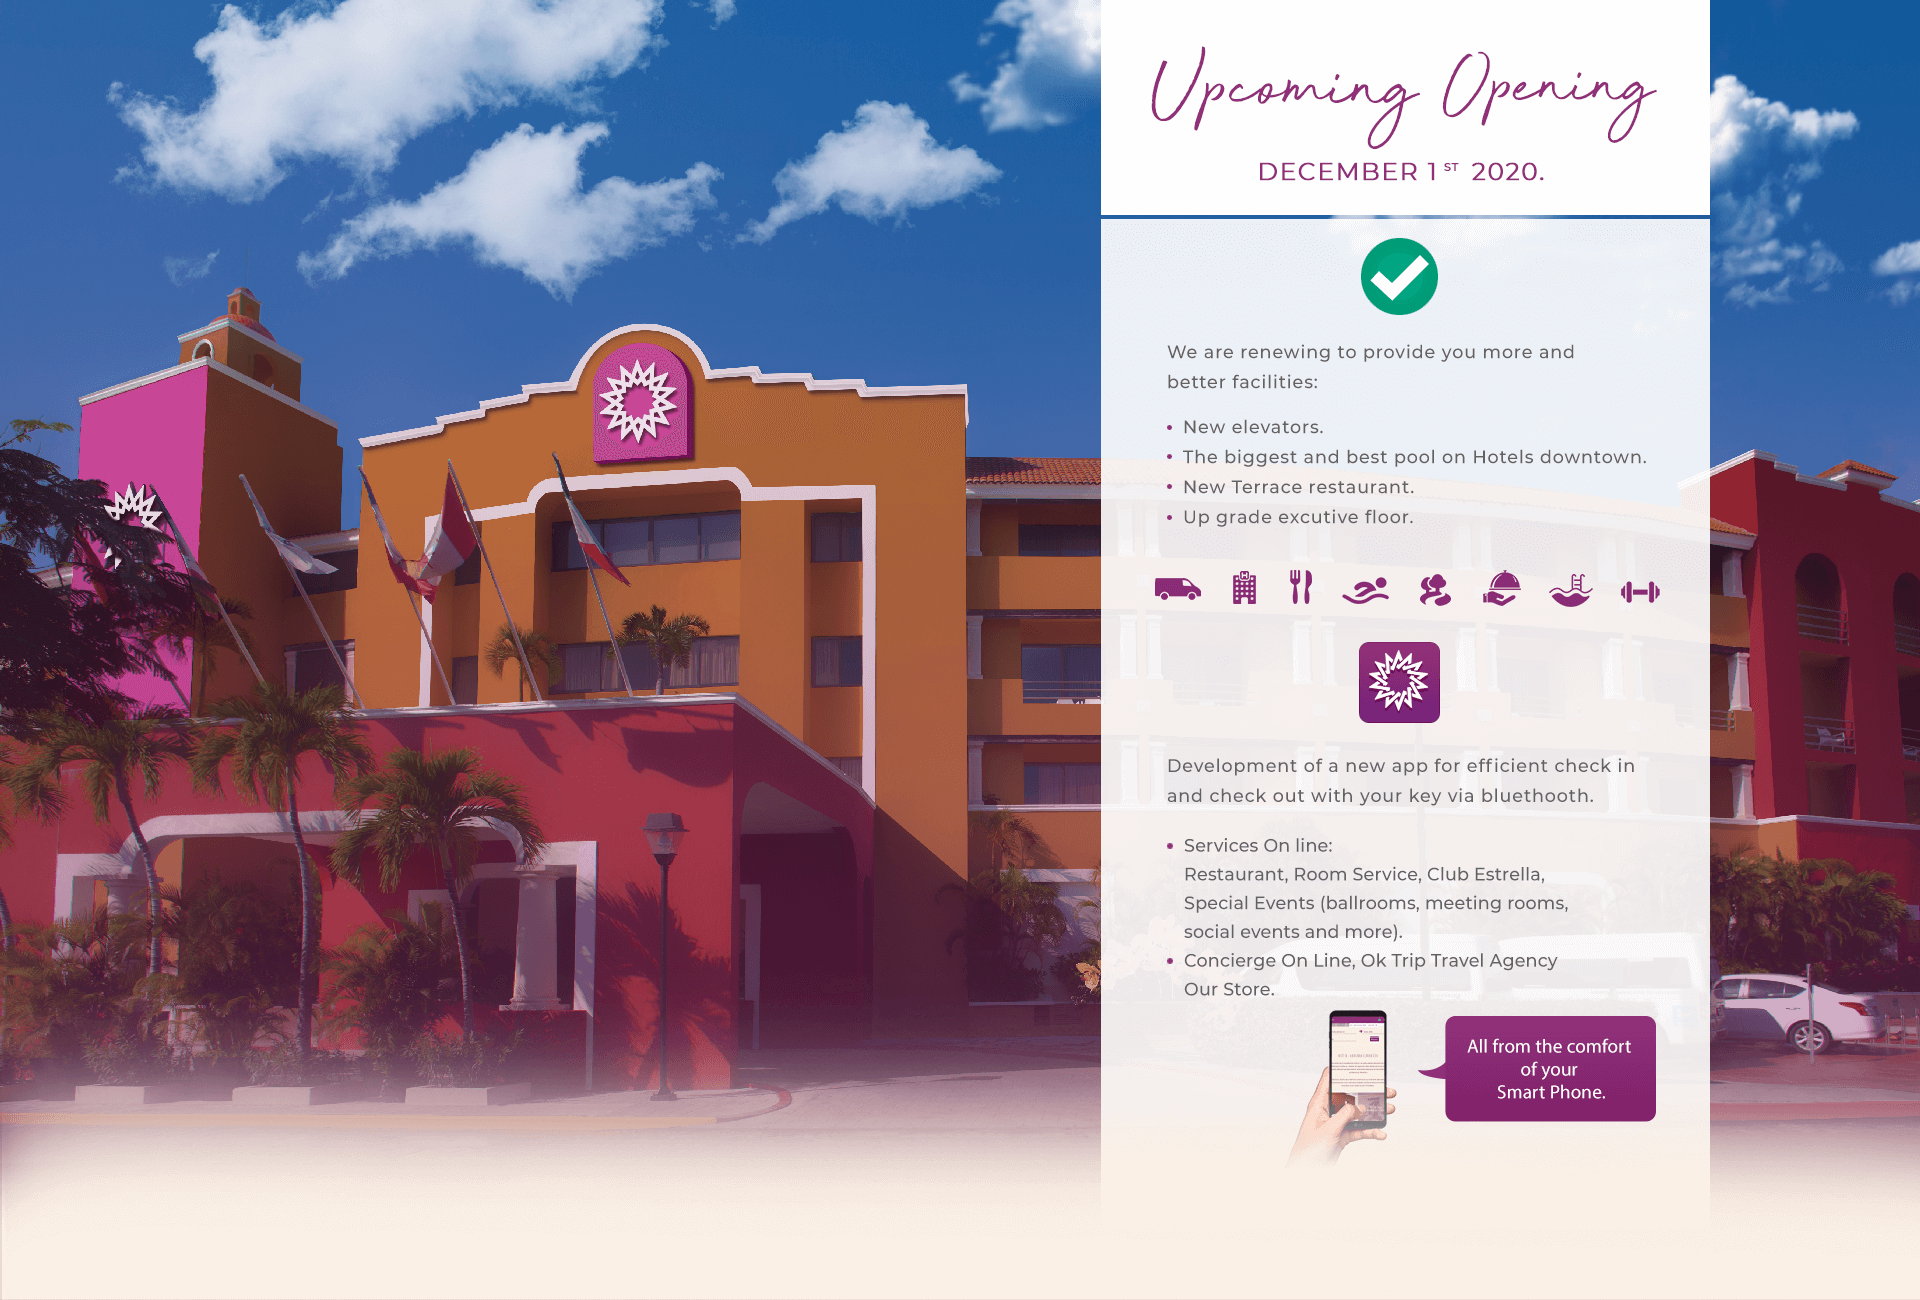 Upcoming Opening
DECEMBER 1ST 2020.
We are renewing to provide you more and
better facilities:
• New elevators.
• The biggest and best pool on Hotels downtown.
• New Terrace restaurant.
• Up grade excutive floor.
Development of a new app for efficient check in
and check out with your key via bluethooth.
• Services On line:
Restaurant, Room Service, Club Estrella,
Special Events (ballrooms, meeting rooms,
social events and more).
• Concierge On Line, Ok Trip Travel Agency
Our Store.
All from the comfort
of your
Smart Phone.